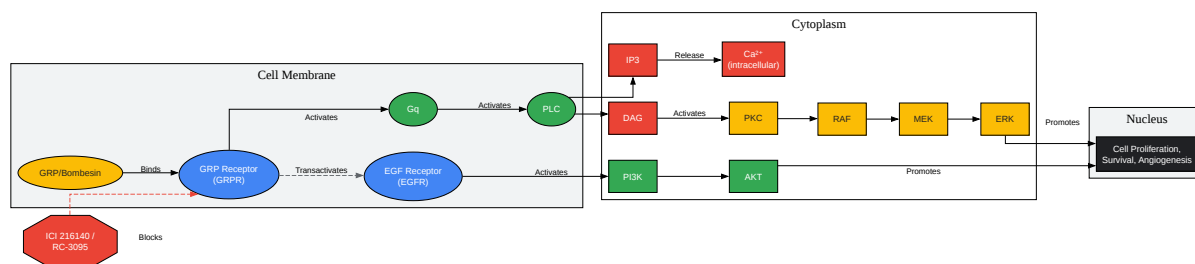 Cytoplasm
Cell Membrane
Nucleus
IP3
Release
Ca²⁺
(intracellular)
Gq
Activates
PLC
Activates
DAG
Activates
PKC
RAF
MEK
ERK
Promotes
GRP/Bombesin
Binds
GRP Receptor
(GRPR)
Transactivates
EGF Receptor
(EGFR)
Activates
PI3K
AKT
Promotes
Cell Proliferation,
Survival, Angiogenesis
ICI 216140 /
RC-3095
Blocks